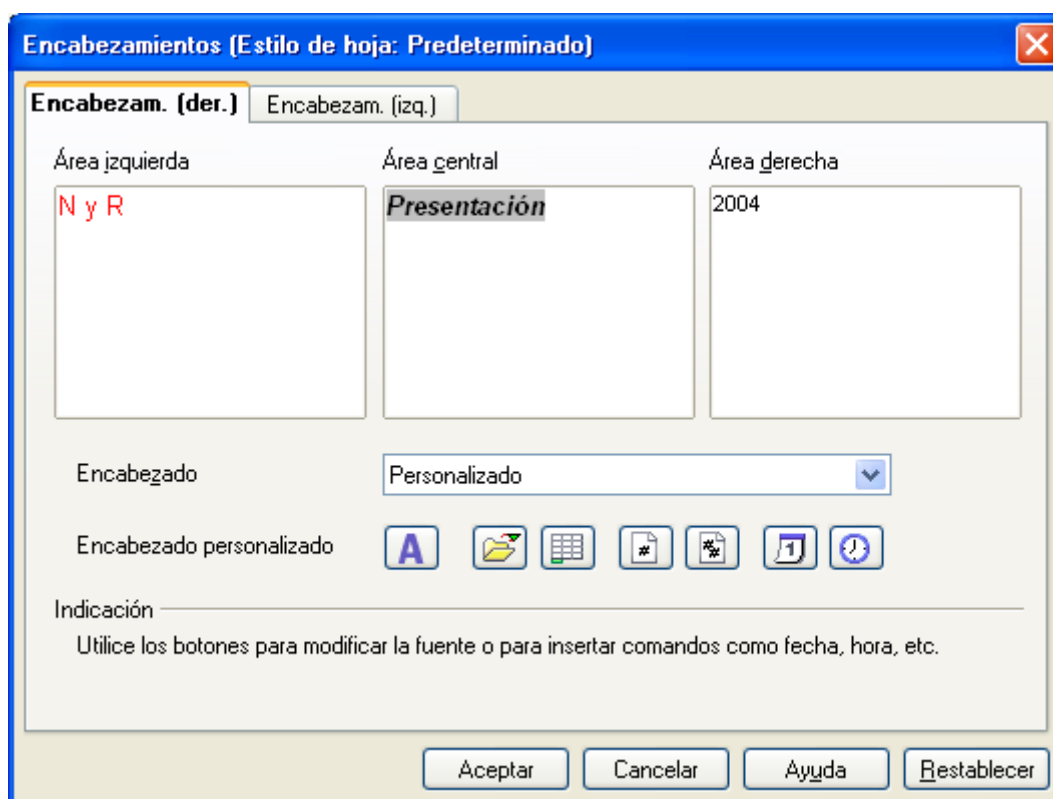 Encabezamientos (Estilo de hoja: Predeterminado)
Encabezam. (der.) Encabezam. (izq.)
Área izquierda Área central Área derecha
N y R Presentación 2004
Encabezado Personalizado
Encabezado personalizado A # 1
Indicación
Utilice los botones para modificar la fuente o para insertar comandos como fecha, hora, etc.
Aceptar Cancelar Ayuda Restablecer